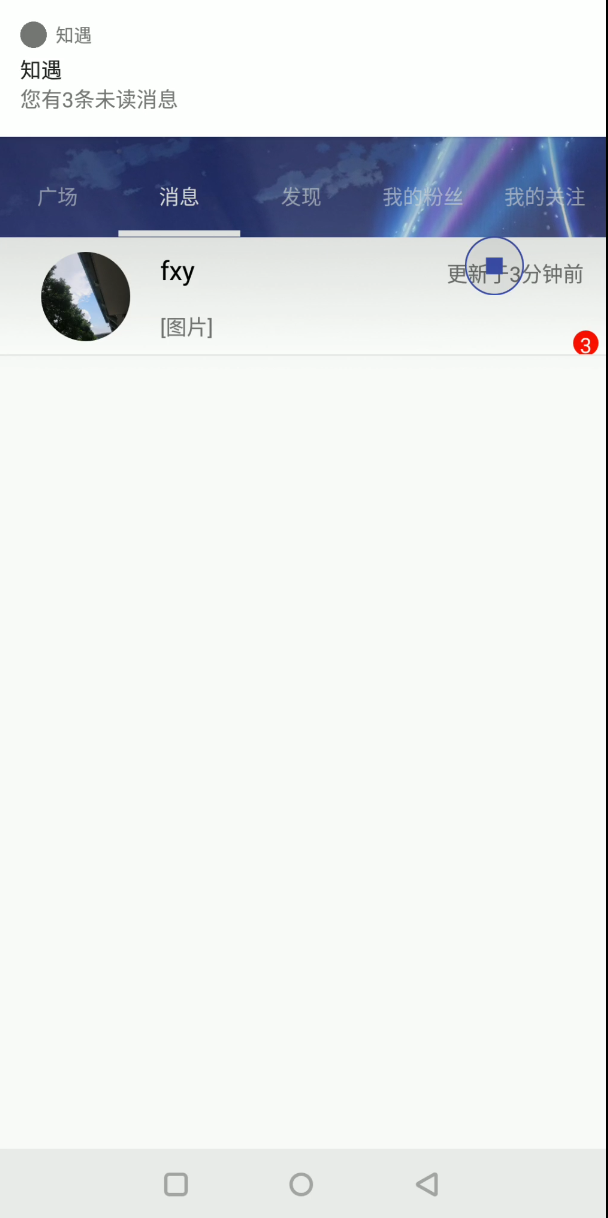 知遇
知遇
您有3条未读消息
广场 消息 发现 我的粉丝 我的关注
fxy 更新于3分钟前
[图片]
3